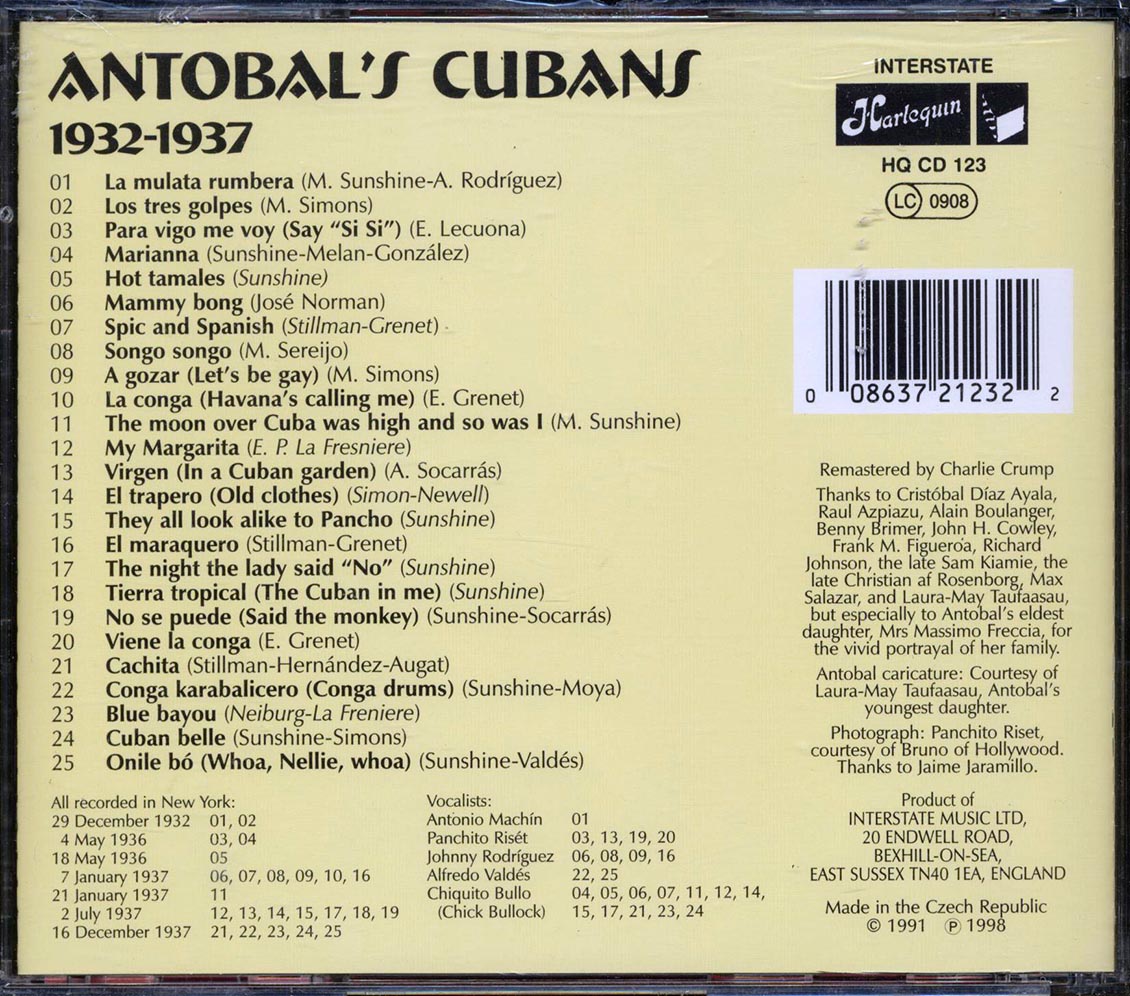 ANTOBAL'S CUBANS
1932-1937
01 La mulata rumbera (M. Sunshine-A. Rodríguez)
02 Los tres golpes (M. Simons)
03 Para vigo me voy (Say “Si Si”) (E. Lecuona)
04 Marianna (Sunshine-Melan-González)
05 Hot tamales (Sunshine)
06 Mammy bong (José Norman)
07 Spic and Spanish (Stillman-Grenet)
08 Songo songo (M. Sereijo)
09 A gozar (Let's be gay) (M. Simons)
10 La conga (Havana's calling me) (E. Grenet)
11 The moon over Cuba was high and so was I (M. Sunshine)
12 My Margarita (E. P. La Fresniere)
13 Virgen (In a Cuban garden) (A. Socarrás)
14 El trapero (Old clothes) (Simon-Newell)
15 They all look alike to Pancho (Sunshine)
16 El maraquero (Stillman-Grenet)
17 The night the lady said “No” (Sunshine)
18 Tierra tropical (The Cuban in me) (Sunshine)
19 No se puede (Said the monkey) (Sunshine-Socarrás)
20 Viene la conga (E. Grenet)
21 Cachita (Stillman-Hernández-Augat)
22 Conga karabalicero (Conga drums) (Sunshine-Moya)
23 Blue bayou (Neiburg-La Freniere)
24 Cuban belle (Sunshine-Simons)
25 Onile bó (Whoa, Nellie, whoa) (Sunshine-Valdés)
All recorded in New York:
29 December 1932 01, 02
4 May 1936 03, 04
18 May 1936 05
7 January 1937 06, 07, 08, 09, 10, 16
21 January 1937 11
2 July 1937 12, 13, 14, 15, 17, 18, 19
16 December 1937 21, 22, 23, 24, 25
Vocalists:
Antonio Machín 01
Panchito Risét 03, 13, 19, 20
Johnny Rodríguez 06, 08, 09, 16
Alfredo Valdés 22, 25
Chiquito Bullo 04, 05, 06, 07, 11, 12, 14,
(Chick Bullock) 15, 17, 21, 23, 24
INTERSTATE
Harlequin
HQ CD 123
LC 0908
0 08637 21232 2
Remastered by Charlie Crump
Thanks to Cristóbal Díaz Ayala,
Raul Azpiazu, Alain Boulanger,
Benny Brimer, John H. Cowley,
Frank M. Figueroa, Richard
Johnson, the late Sam Kiamie, the
late Christian af Rosenborg, Max
Salazar, and Laura-May Taufaasau,
but especially to Antobal's eldest
daughter, Mrs Massimo Freccia, for
the vivid portrayal of her family.
Antobal caricature: Courtesy of
Laura-May Taufaasau, Antobal's
youngest daughter.
Photograph: Panchito Riset,
courtesy of Bruno of Hollywood.
Thanks to Jaime Jaramillo.
Product of
INTERSTATE MUSIC LTD,
20 ENDWELL ROAD,
BEXHILL-ON-SEA,
EAST SUSSEX TN40 1EA, ENGLAND
Made in the Czech Republic
© 1991 ℗ 1998